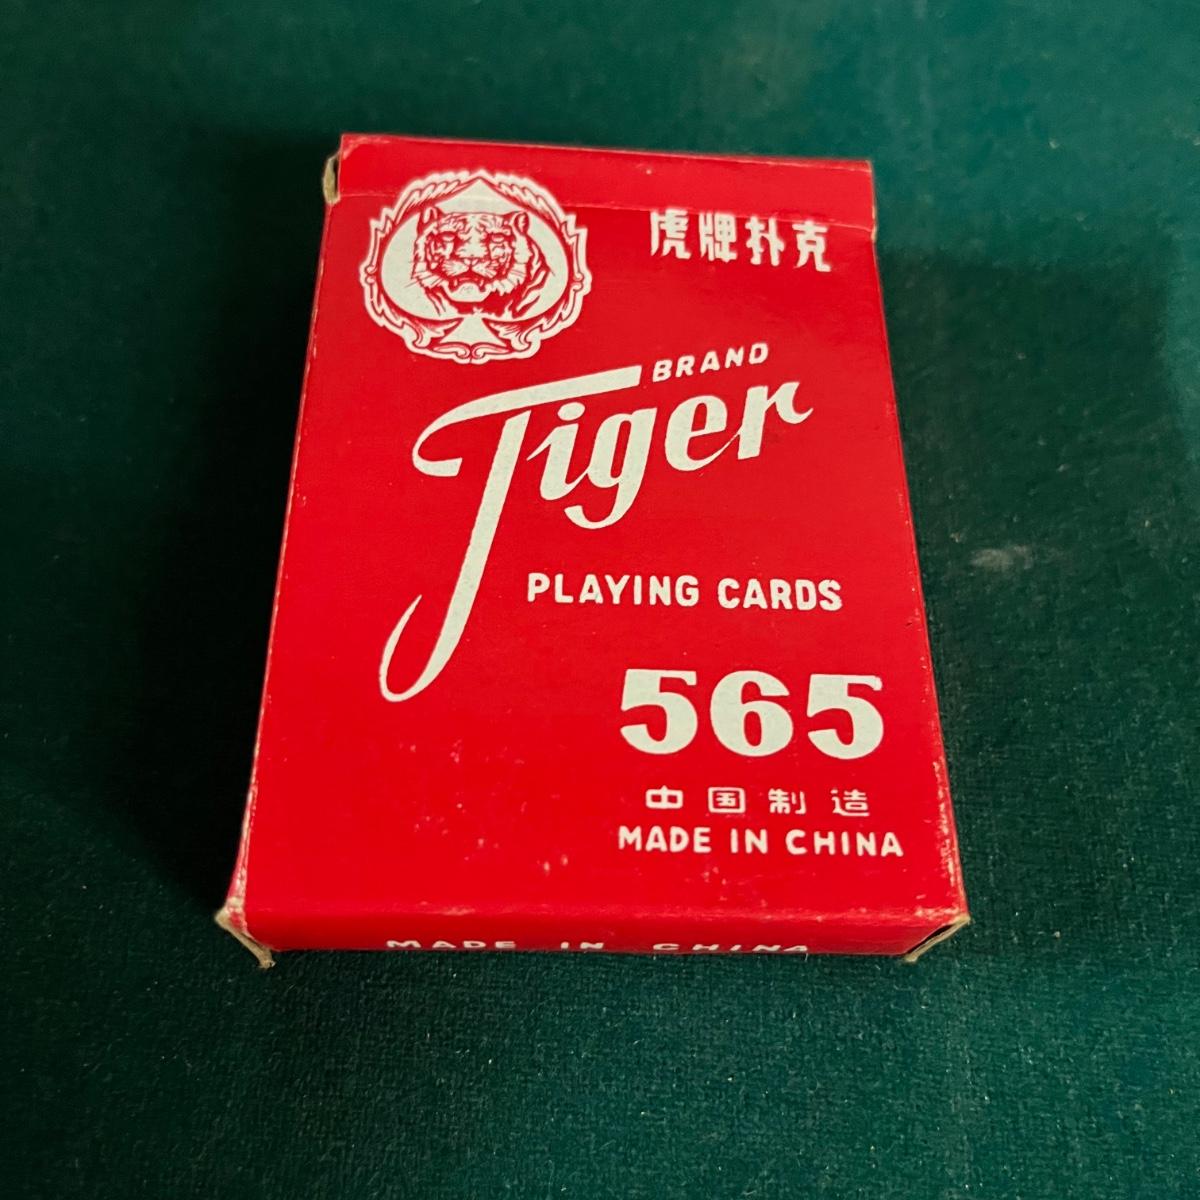 虎牌扑克
BRAND
Tiger
PLAYING CARDS
565
中国制造
MADE IN CHINA
MADE IN CHINA